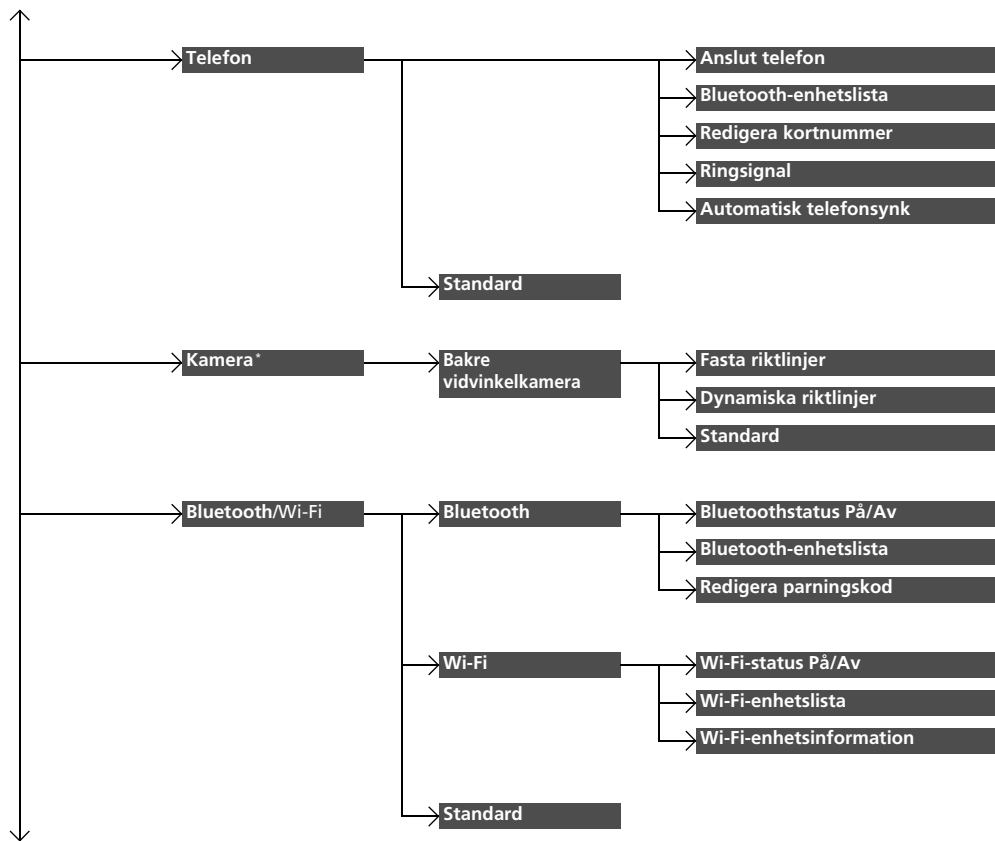 Telefon
Anslut telefon
Bluetooth-enhetslista
Redigera kortnummer
Ringsignal
Automatisk telefonsynk
Standard
Kamera*
Bakre
vidvinkelkamera
Fasta riktlinjer
Dynamiska riktlinjer
Standard
Bluetooth/Wi-Fi
Bluetooth
Bluetoothstatus På/Av
Bluetooth-enhetslista
Redigera parningskod
Wi-Fi
Wi-Fi-status På/Av
Wi-Fi-enhetslista
Wi-Fi-enhetsinformation
Standard